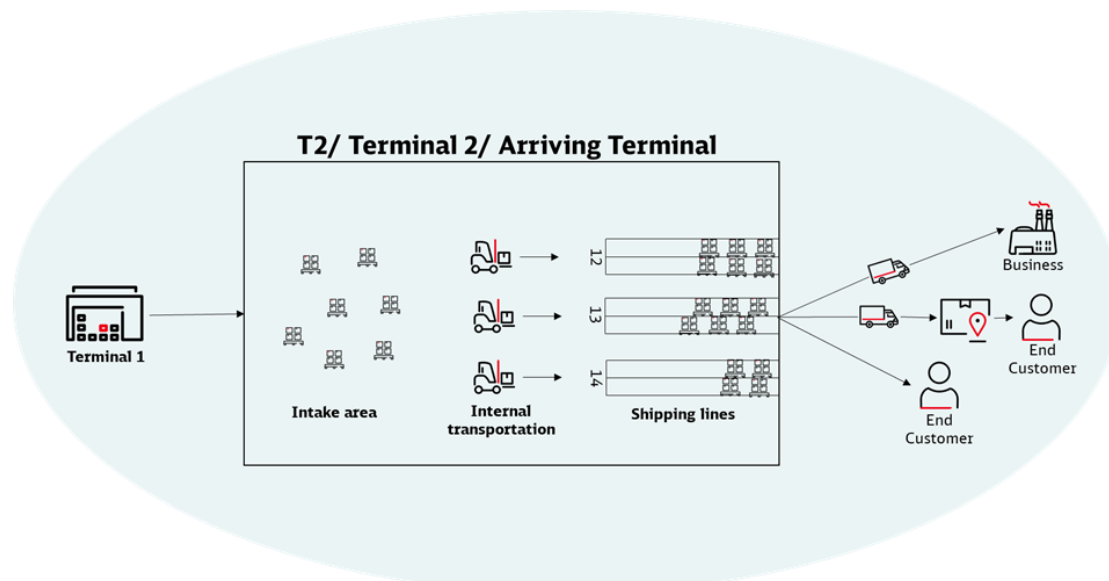 T2/ Terminal 2/ Arriving Terminal
Terminal 1
Intake area
Internal
transportation
12
13
14
Shipping lines
Business
End
Customer
End
Customer